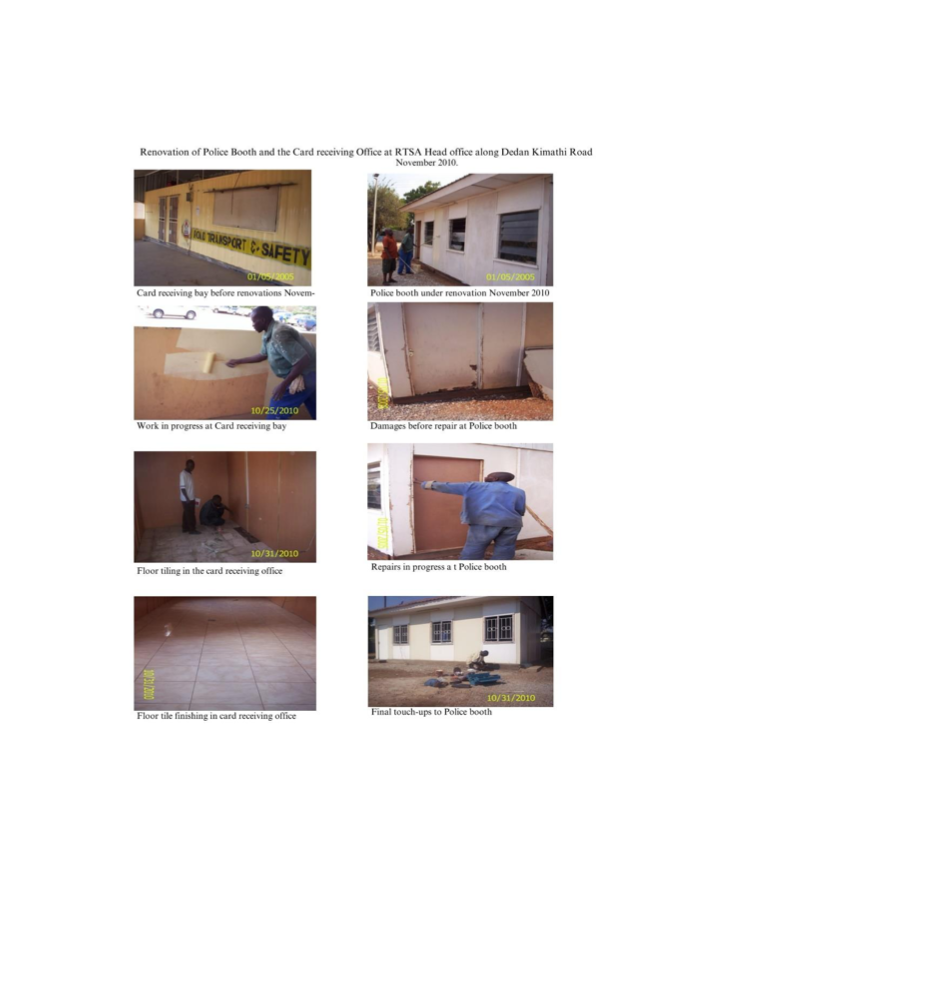 Renovation of Police Booth and the Card receiving Office at RTSA Head office along Dedan Kimathi Road
November 2010.
TRANSPORT & SAFETY
01/05/2005
01/05/2005
Card receiving bay before renovations Novem-
Police booth under renovation November 2010
10/25/2010
Work in progress at Card receiving bay
Damages before repair at Police booth
10/31/2010
Floor tiling in the card receiving office
Repairs in progress a t Police booth
10/31/2010
10/31/2010
Floor tile finishing in card receiving office
Final touch-ups to Police booth